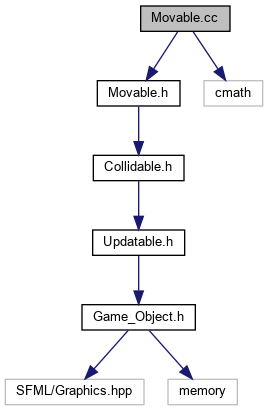 Movable.cc
Movable.h
cmath
Collidable.h
Updatable.h
Game_Object.h
SFML/Graphics.hpp
memory